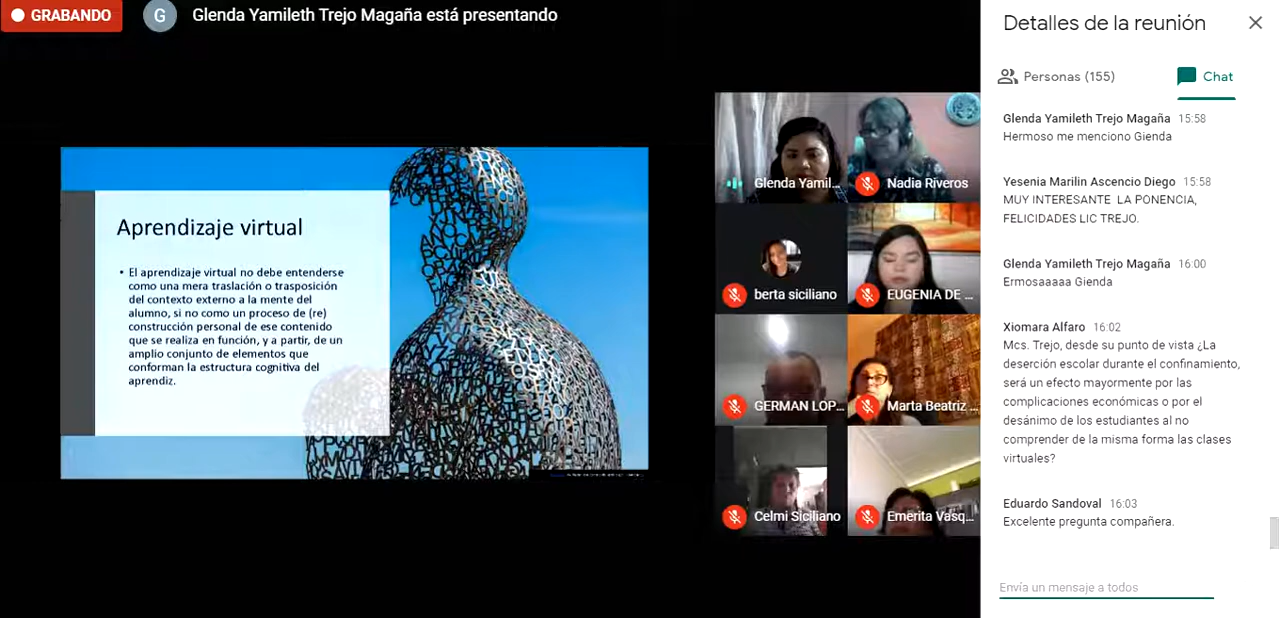 GRABANDO
G
Glenda Yamileth Trejo Magaña está presentando
Aprendizaje virtual
• El aprendizaje virtual no debe entenderse
como una mera traslación o trasposición
del contexto externo a la mente del
alumno, si no como un proceso de (re)
construcción personal de ese contenido
que se realiza en función, y a partir, de un
amplio conjunto de elementos que
conforman la estructura cognitiva del
aprendiz.
Glenda Yamil...
Nadia Riveros
berta siciliano
EUGENIA DE ...
GERMAN LOP...
Marta Beatriz ...
Celmi Siciliano
Emerita Vasq...
Detalles de la reunión
Personas (155)
Chat
Glenda Yamileth Trejo Magaña 15:58
Hermoso me menciono Gienda
Yesenia Marilin Ascencio Diego 15:58
MUY INTERESANTE LA PONENCIA,
FELICIDADES LIC TREJO.
Glenda Yamileth Trejo Magaña 16:00
Ermosaaaaa Gienda
Xiomara Alfaro 16:02
Mcs. Trejo, desde su punto de vista ¿La
deserción escolar durante el confinamiento,
será un efecto mayormente por las
complicaciones económicas o por el
desánimo de los estudiantes al no
comprender de la misma forma las clases
virtuales?
Eduardo Sandoval 16:03
Excelente pregunta compañera.
Envía un mensaje a todos